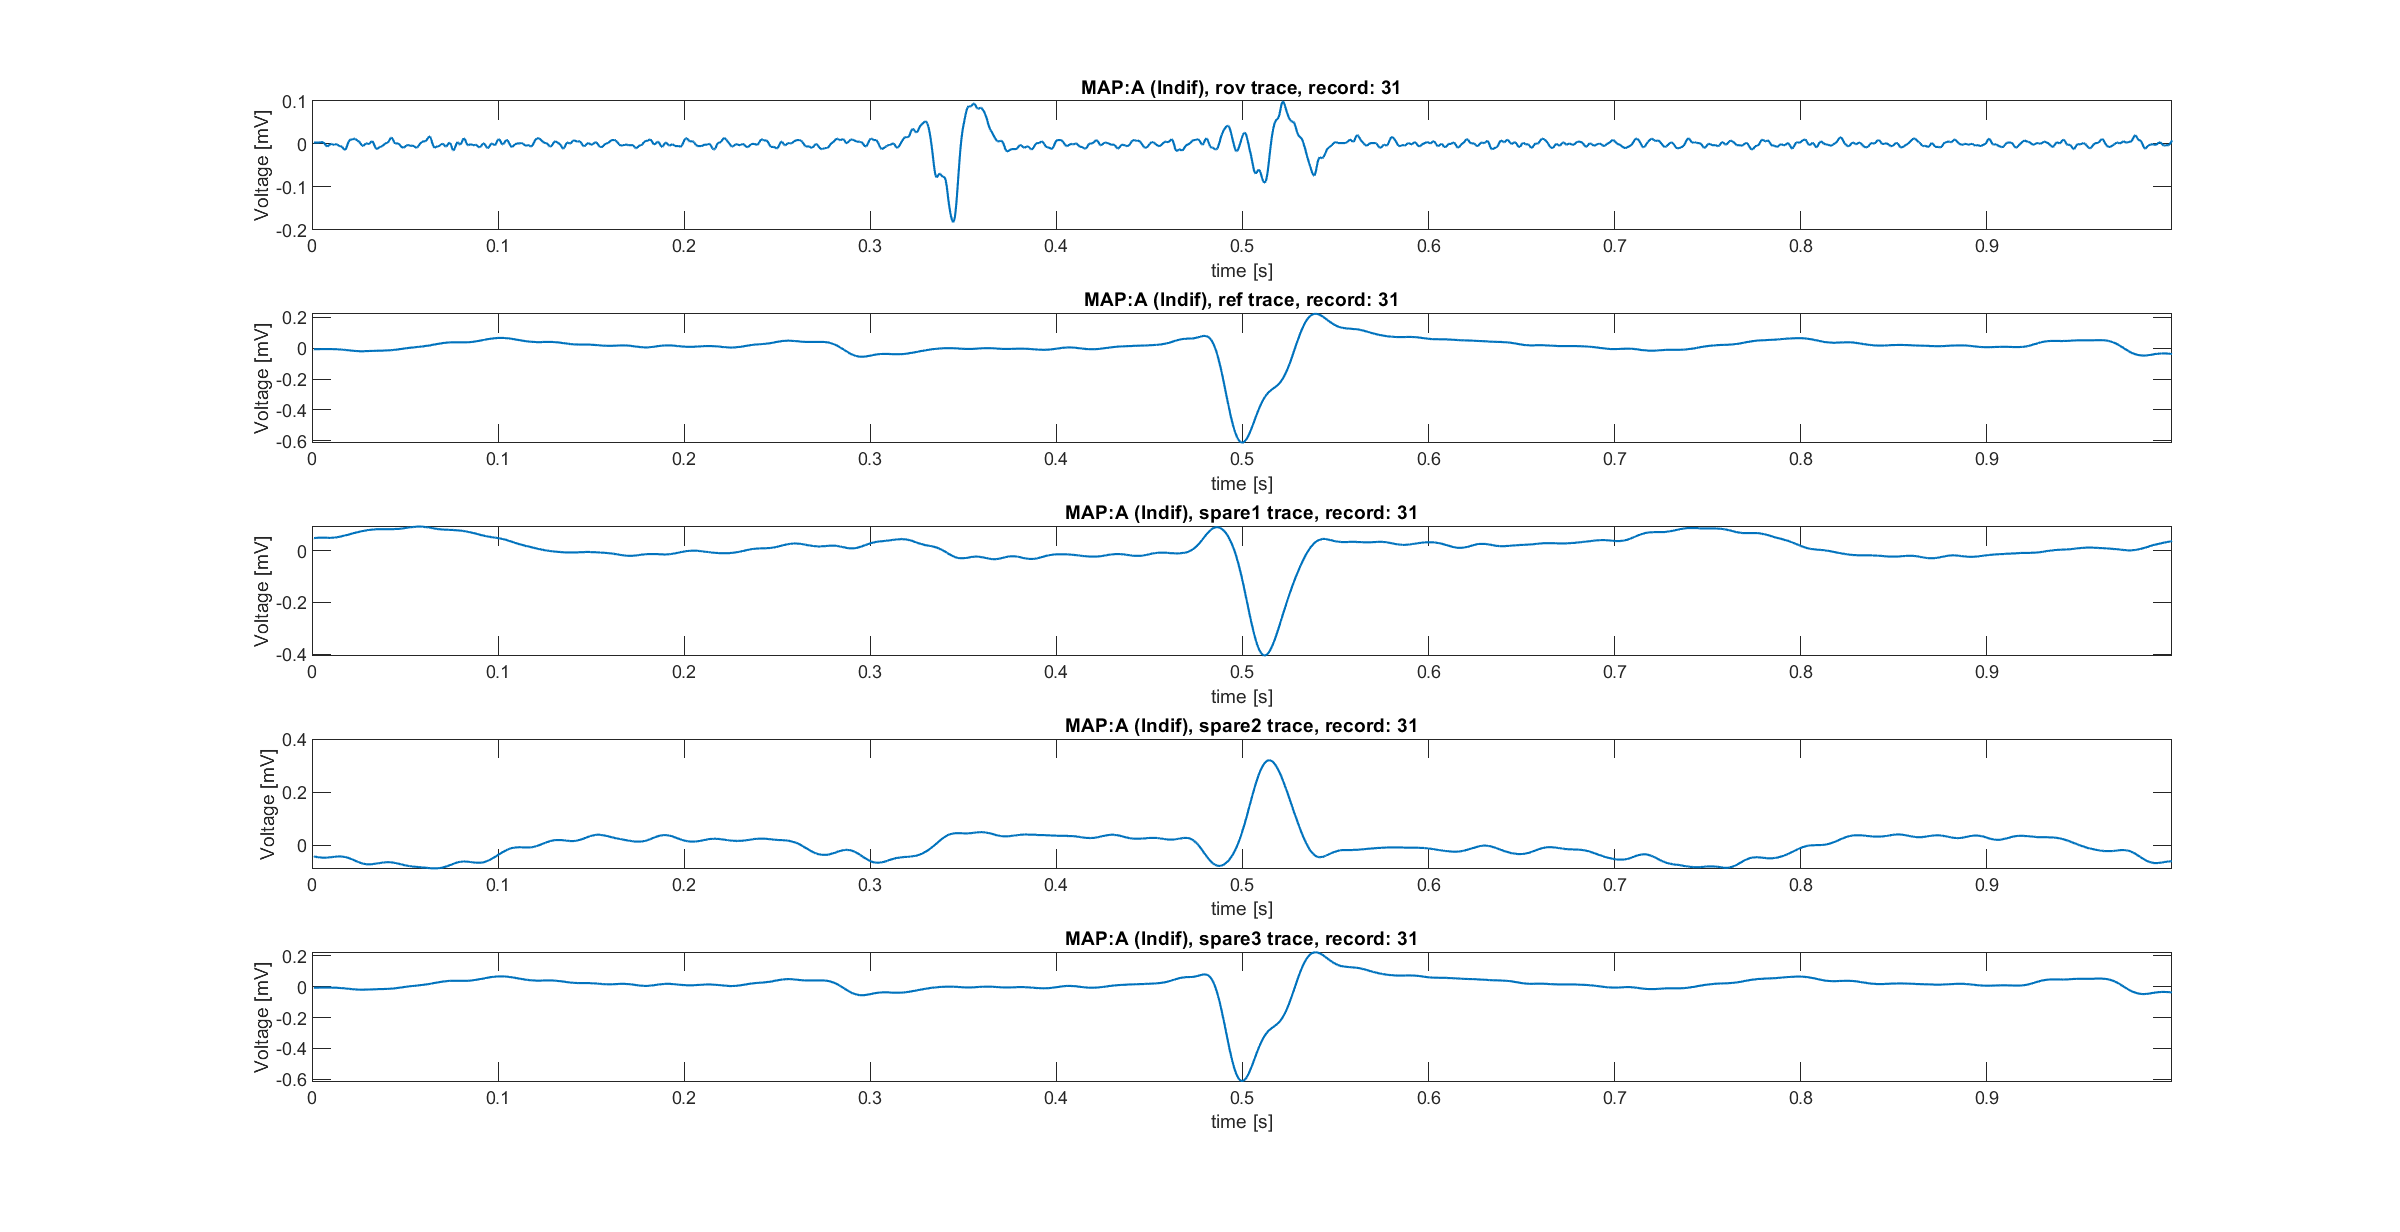 MAP:A (Indif), rov trace, record: 31
Voltage [mV]
0.1
0
-0.1
-0.2
0 0.1 0.2 0.3 0.4 0.5 0.6 0.7 0.8 0.9
time [s]
MAP:A (Indif), ref trace, record: 31
Voltage [mV]
0.2
0
-0.2
-0.4
-0.6
0 0.1 0.2 0.3 0.4 0.5 0.6 0.7 0.8 0.9
time [s]
MAP:A (Indif), spare1 trace, record: 31
Voltage [mV]
0
-0.2
-0.4
0 0.1 0.2 0.3 0.4 0.5 0.6 0.7 0.8 0.9
time [s]
MAP:A (Indif), spare2 trace, record: 31
Voltage [mV]
0.4
0.2
0
0 0.1 0.2 0.3 0.4 0.5 0.6 0.7 0.8 0.9
time [s]
MAP:A (Indif), spare3 trace, record: 31
Voltage [mV]
0.2
0
-0.2
-0.4
-0.6
0 0.1 0.2 0.3 0.4 0.5 0.6 0.7 0.8 0.9
time [s]